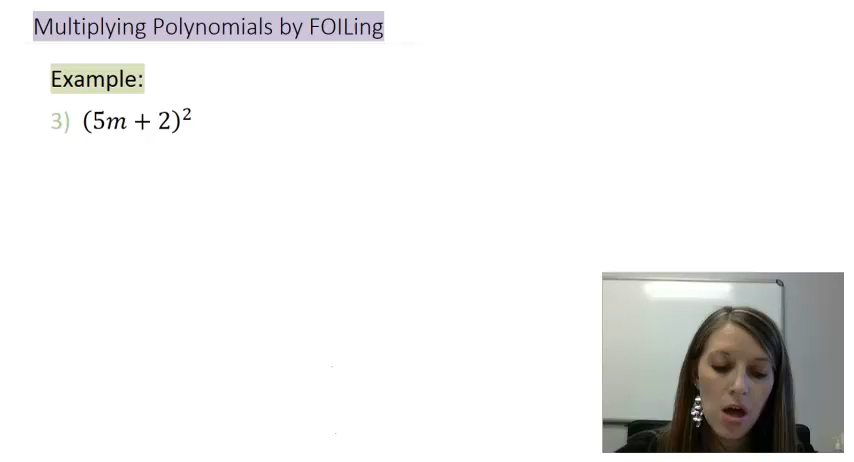 Multiplying Polynomials by FOILing
Example:
3) (5m + 2)²